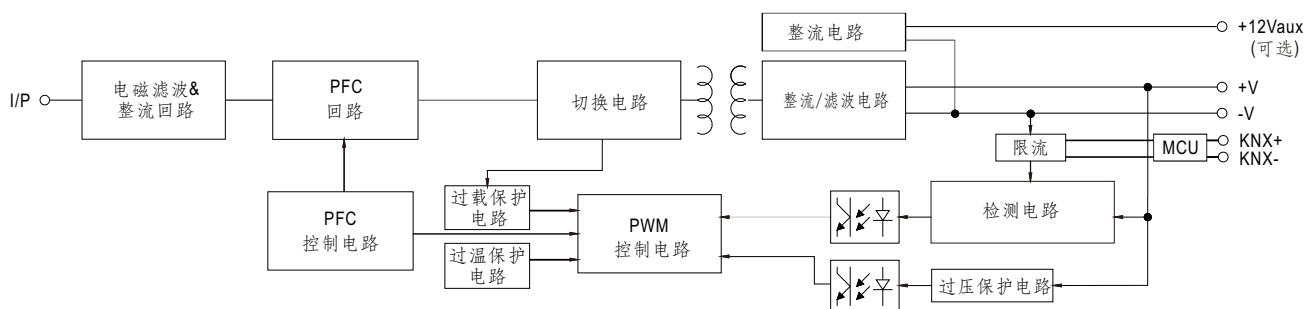 整流电路
+12Vaux
(可选)
I/P
电磁滤波&
整流回路
PFC
回路
切换电路
整流/滤波电路
+V
-V
限流
MCU
KNX+
KNX-
PFC
控制电路
过载保护
电路
过温保护
电路
PWM
控制电路
检测电路
过压保护电路